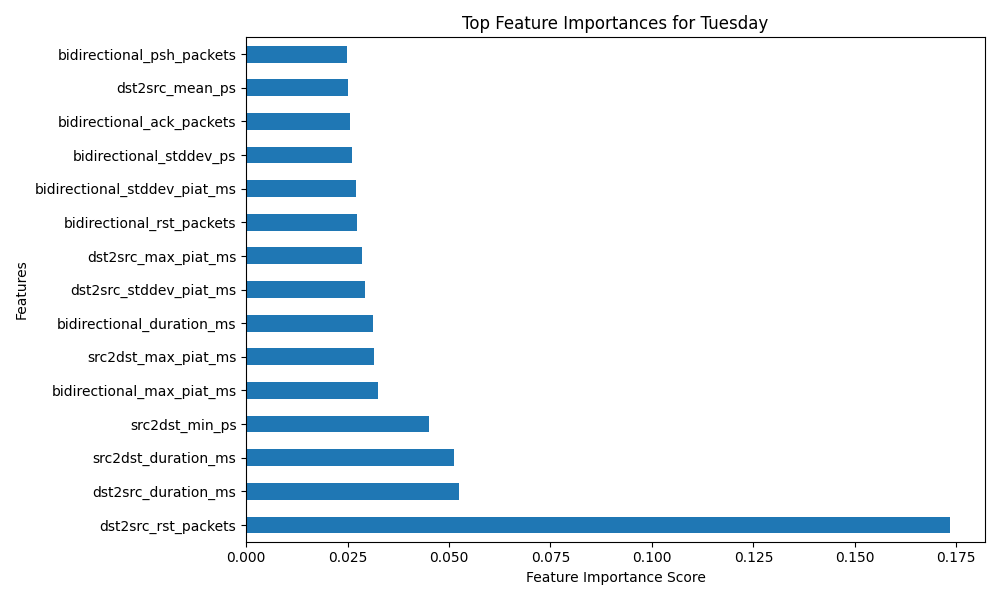 Top Feature Importances for Tuesday
bidirectional_psh_packets
dst2src_mean_ps
bidirectional_ack_packets
bidirectional_stddev_ps
bidirectional_stddev_piat_ms
bidirectional_rst_packets
dst2src_max_piat_ms
dst2src_stddev_piat_ms
bidirectional_duration_ms
src2dst_max_piat_ms
bidirectional_max_piat_ms
src2dst_min_ps
src2dst_duration_ms
dst2src_duration_ms
dst2src_rst_packets
Features
0.000 0.025 0.050 0.075 0.100 0.125 0.150 0.175
Feature Importance Score